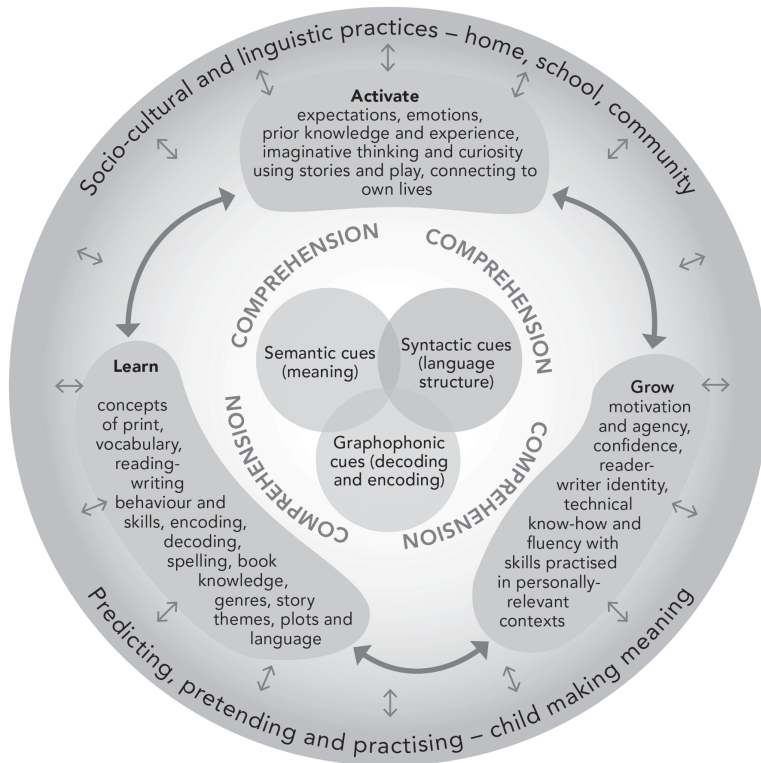 Socio-cultural and linguistic practices – home, school, community
Activate
expectations, emotions,
prior knowledge and experience,
imaginative thinking and curiosity
using stories and play, connecting to
own lives
COMPREHENSION
COMPREHENSION
Semantic cues
(meaning)
Syntactic cues
(language
structure)
Graphophonic
cues (decoding
and encoding)
COMPREHENSION
COMPREHENSION
Learn
concepts
of print,
vocabulary,
reading-
writing
behaviour and
skills, encoding,
decoding,
spelling, book
knowledge,
genres, story
themes, plots and
language
Grow
motivation
and agency,
confidence,
reader-
writer identity,
technical
know-how and
fluency with
skills practised
in personally-
relevant
contexts
Predicting, pretending and practising – child making meaning